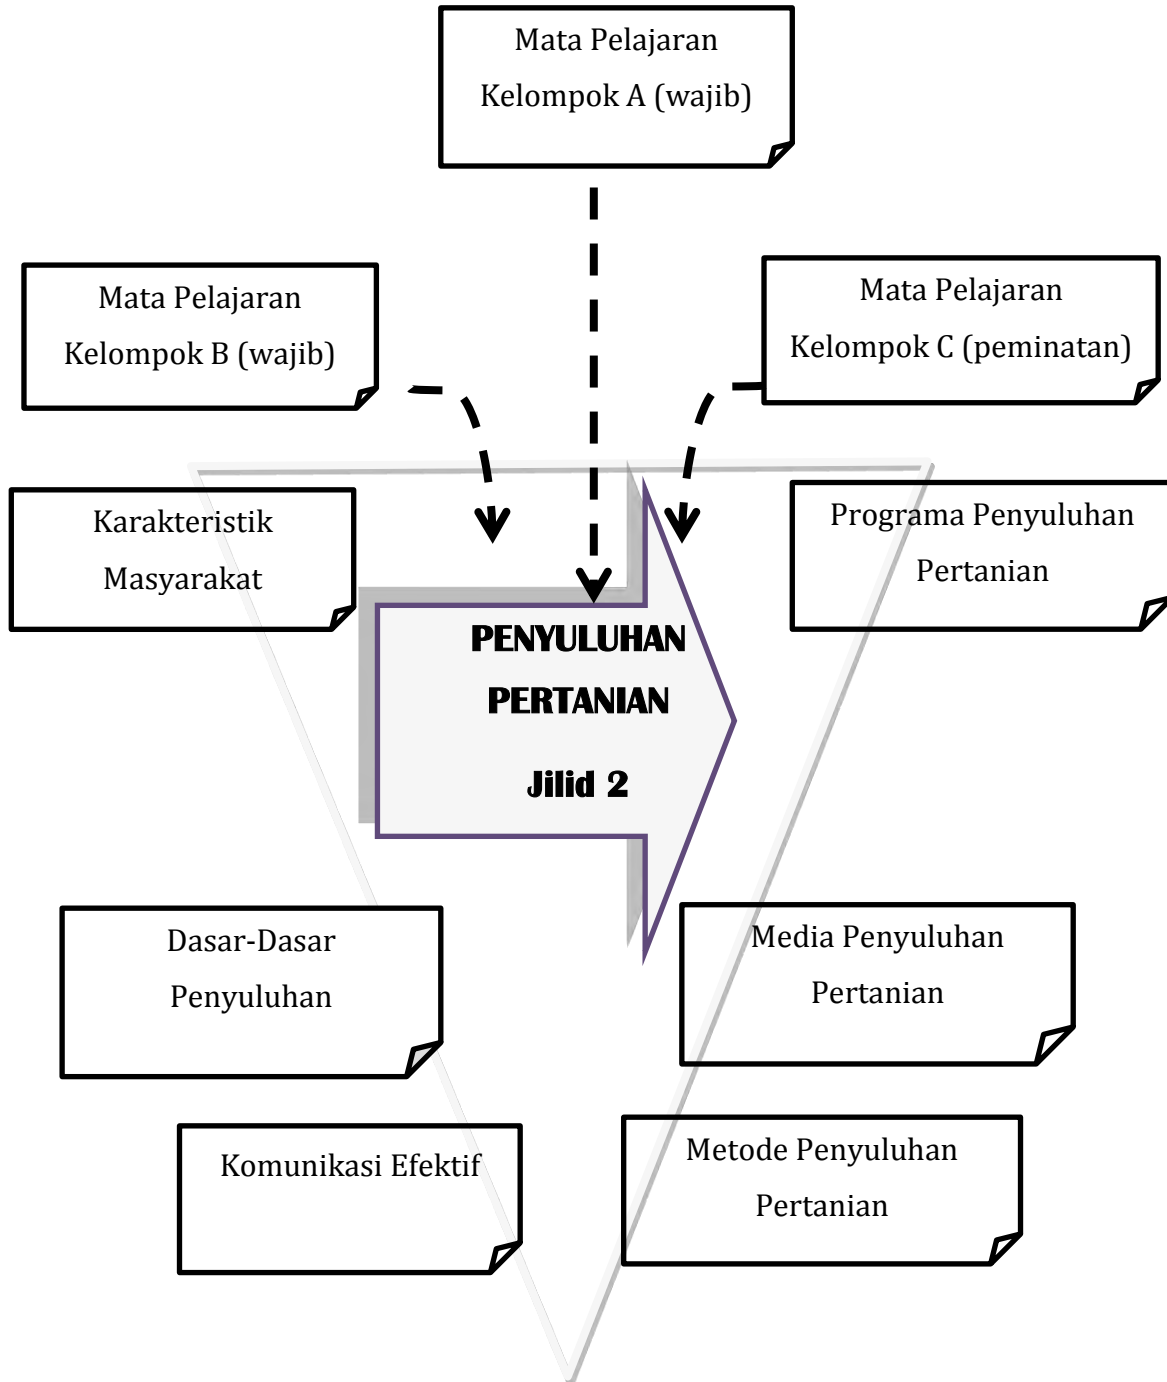 Mata Pelajaran
Kelompok A (wajib)
Mata Pelajaran
Kelompok B (wajib)
Mata Pelajaran
Kelompok C (peminatan)
Karakteristik
Masyarakat
Programa Penyuluhan
Pertanian
PENYULUHAN
PERTANIAN
Jilid 2
Dasar-Dasar
Penyuluhan
Media Penyuluhan
Pertanian
Komunikasi Efektif
Metode Penyuluhan
Pertanian